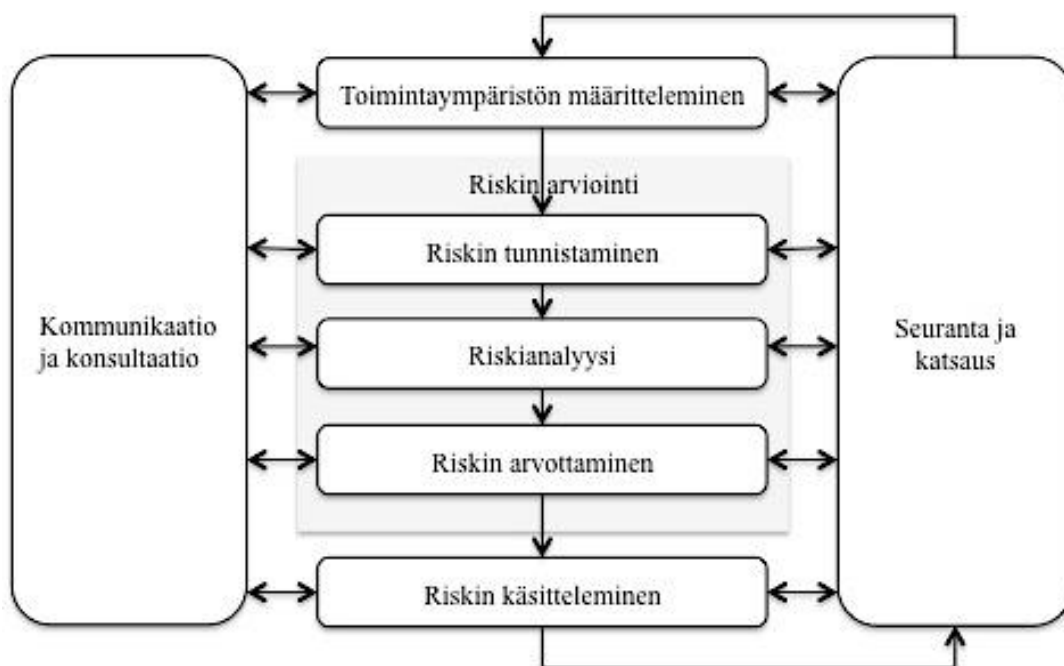 Toimintaympäristön määritteleminen
Riskin arviointi
Riskin tunnistaminen
Kommunikaatio
ja konsultaatio
Riskianalyysi
Seuranta ja
katsaus
Riskin arvottaminen
Riskin käsitteleminen